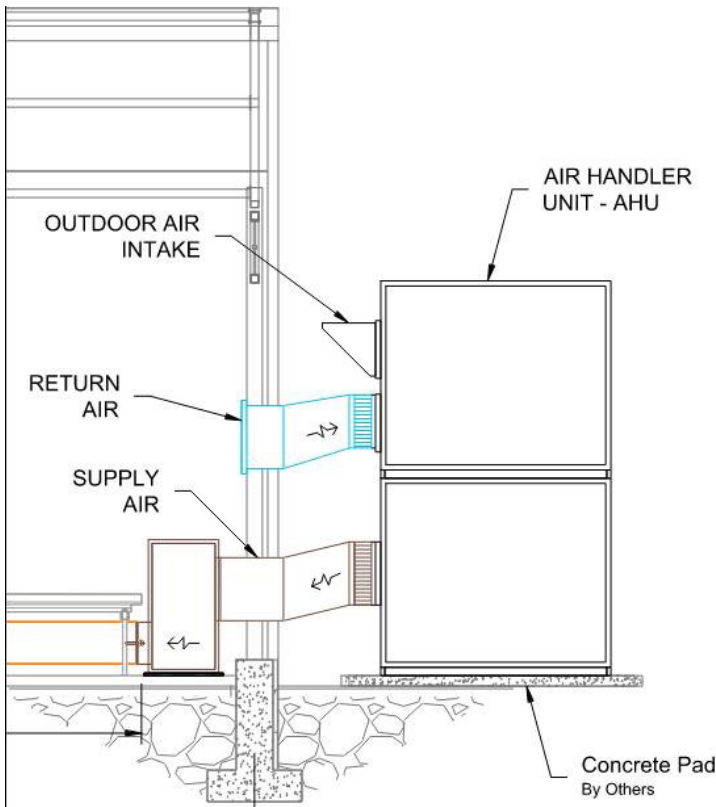 AIR HANDLER
UNIT - AHU
OUTDOOR AIR
INTAKE
RETURN
AIR
SUPPLY
AIR
Concrete Pad
By Others